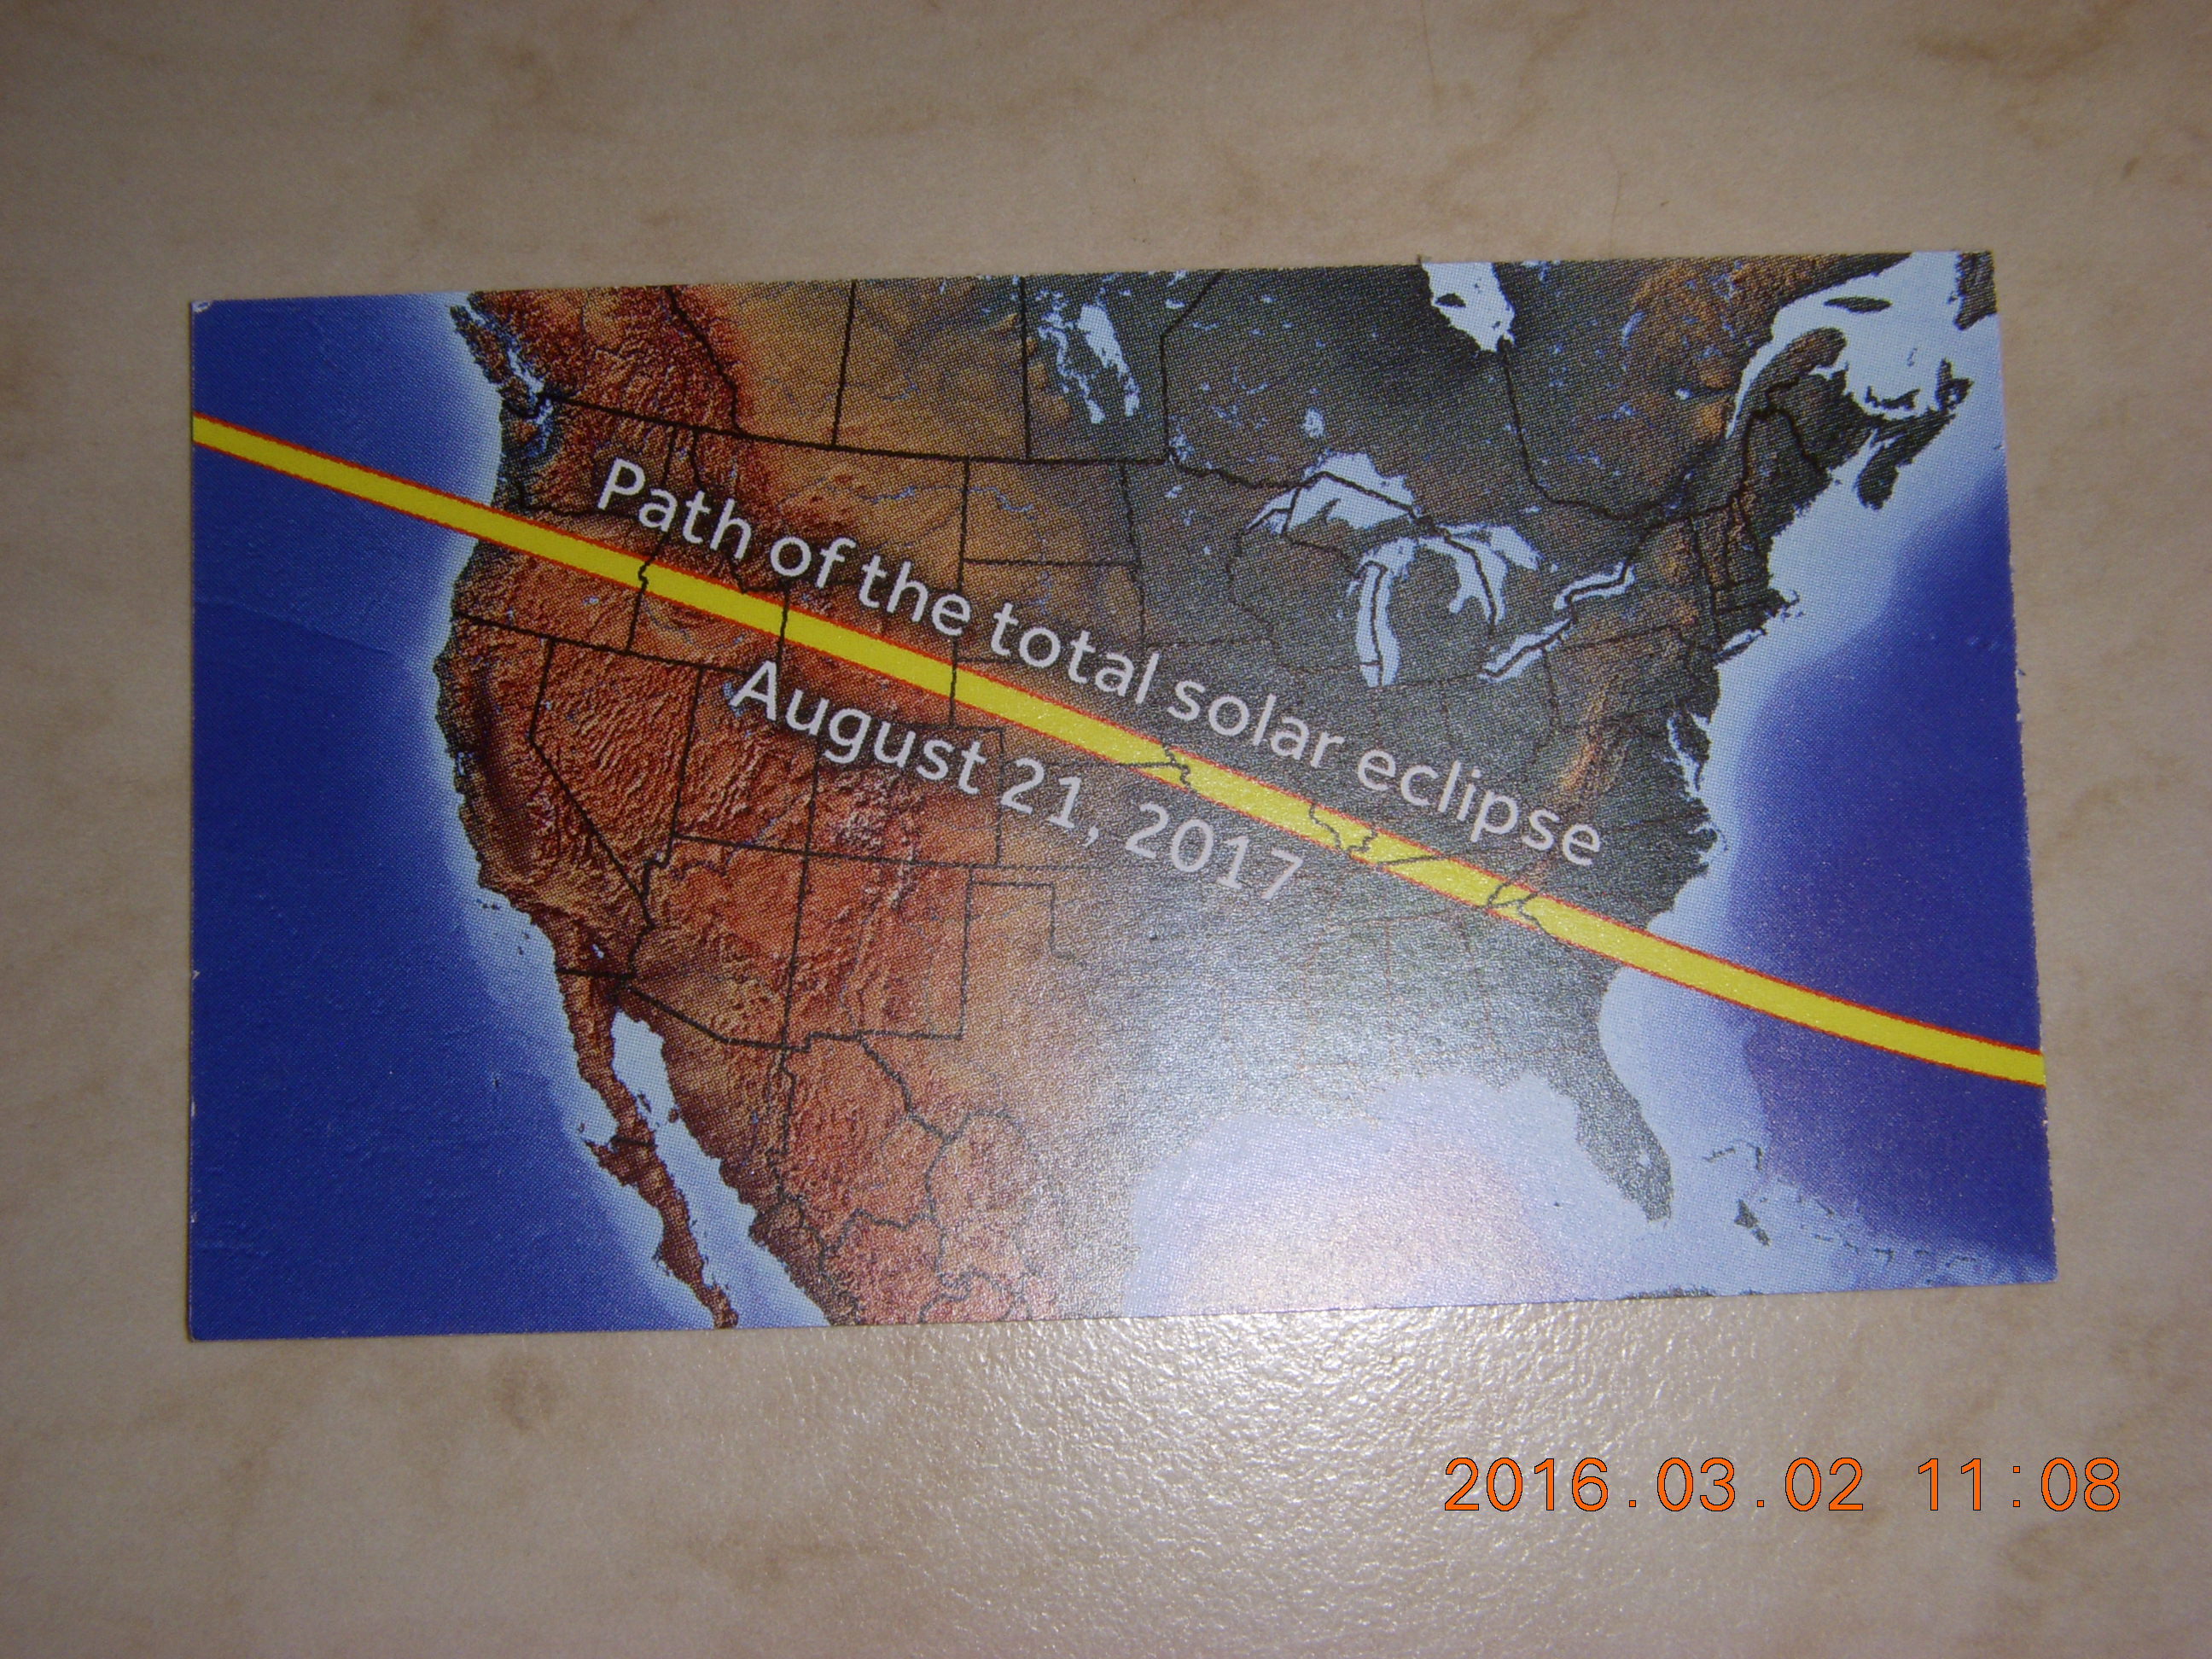 Path of the total solar eclipse
August 21, 2017
2016.03.02 11:08